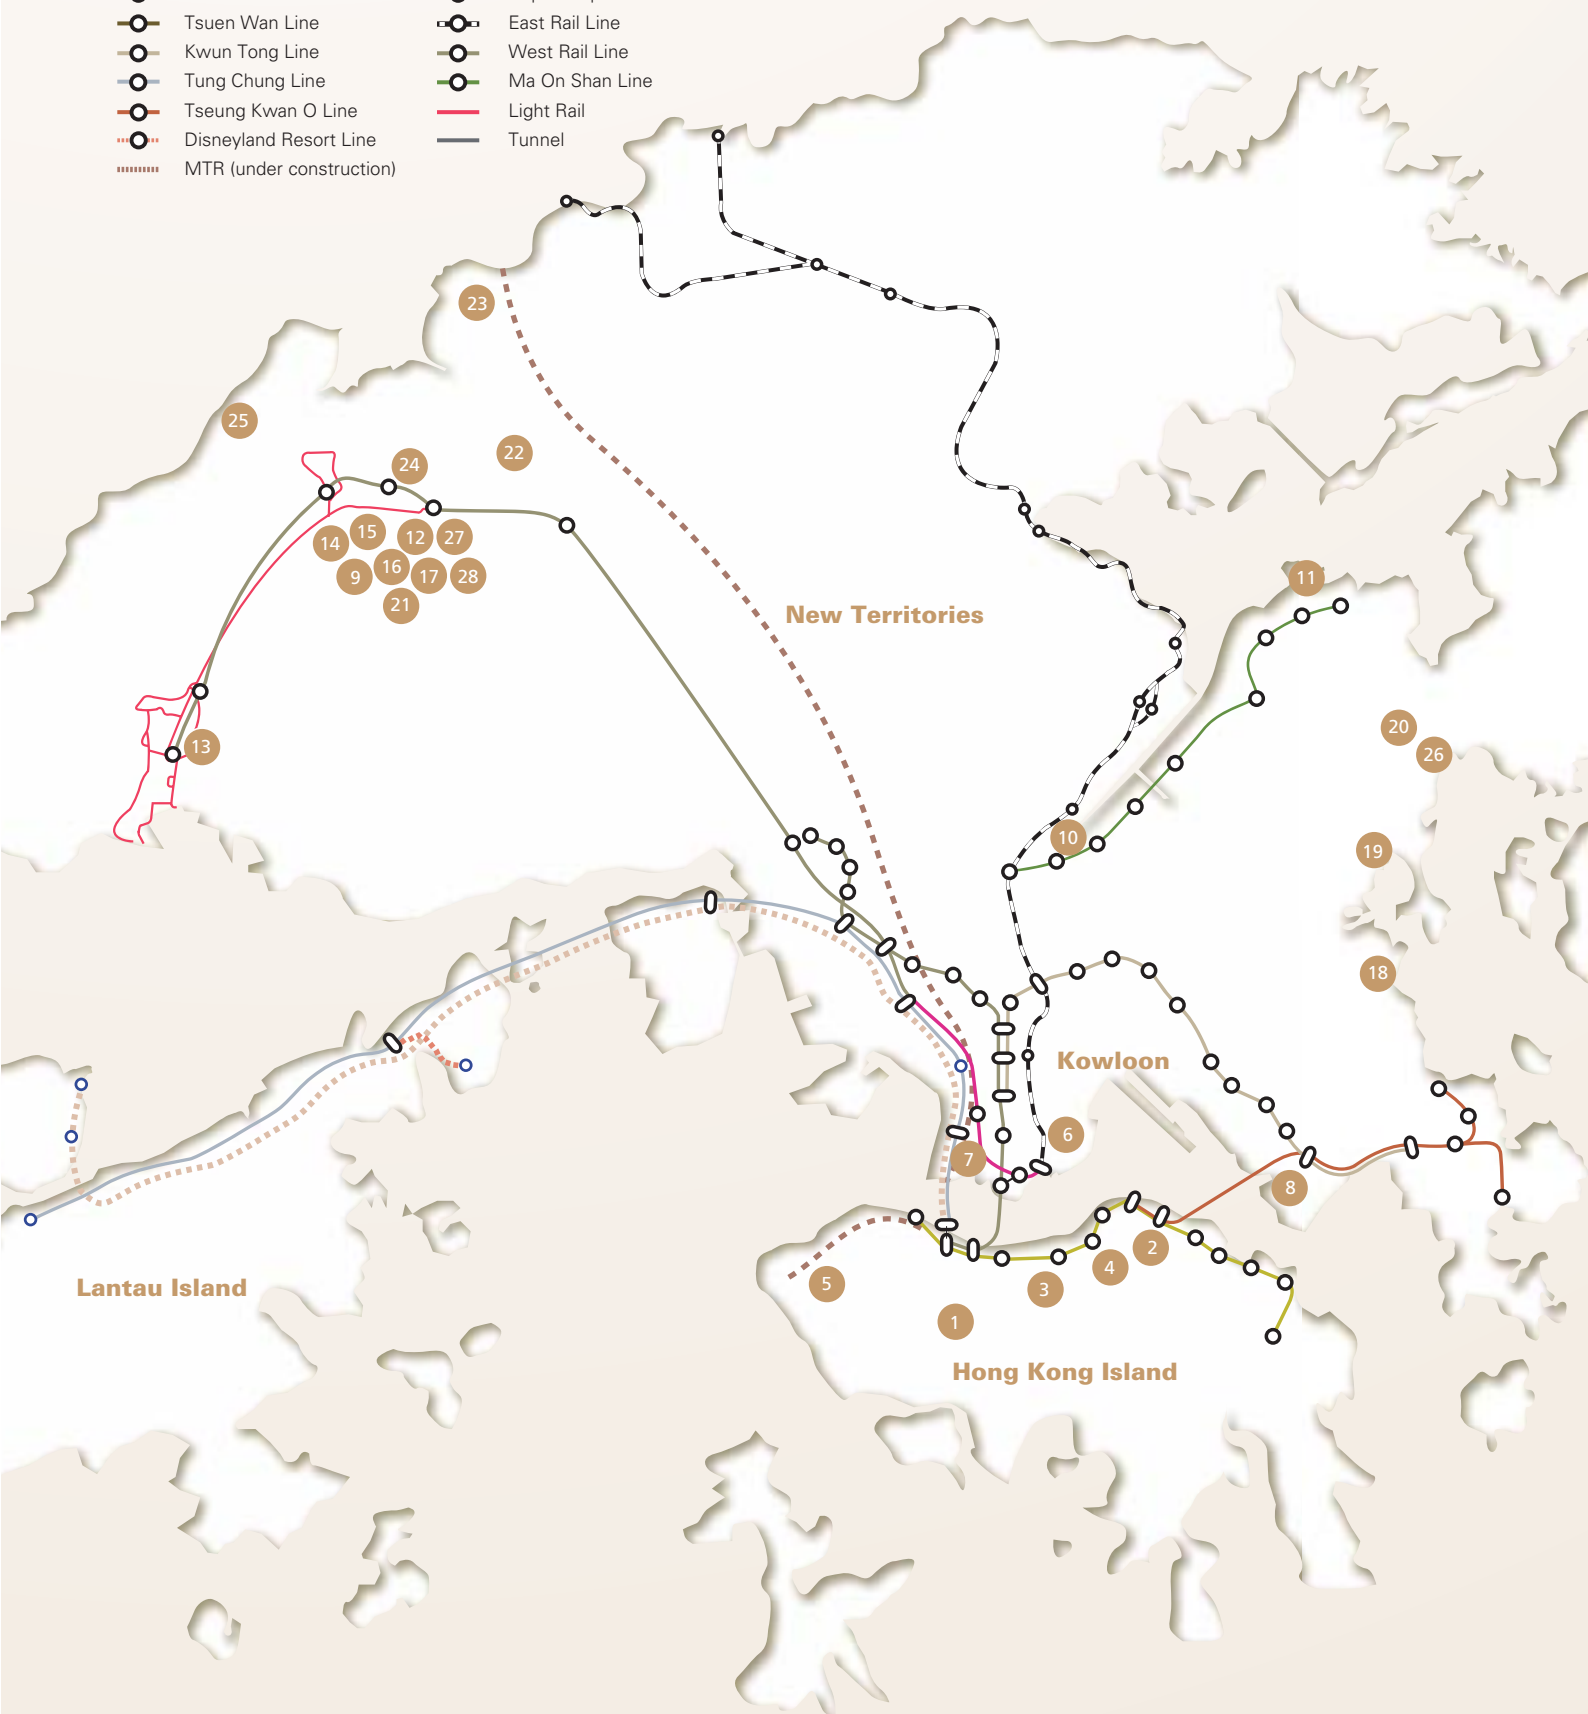 Tsuen Wan Line
Kwun Tong Line
Tung Chung Line
Tseung Kwan O Line
Disneyland Resort Line
MTR (under construction)
East Rail Line
West Rail Line
Ma On Shan Line
Light Rail
Tunnel
23
25
22
24
15
14
12
27
16
9
17
28
21
New Territories
11
20
26
13
10
19
18
Kowloon
6
7
8
2
4
5
3
Lantau Island
1
Hong Kong Island